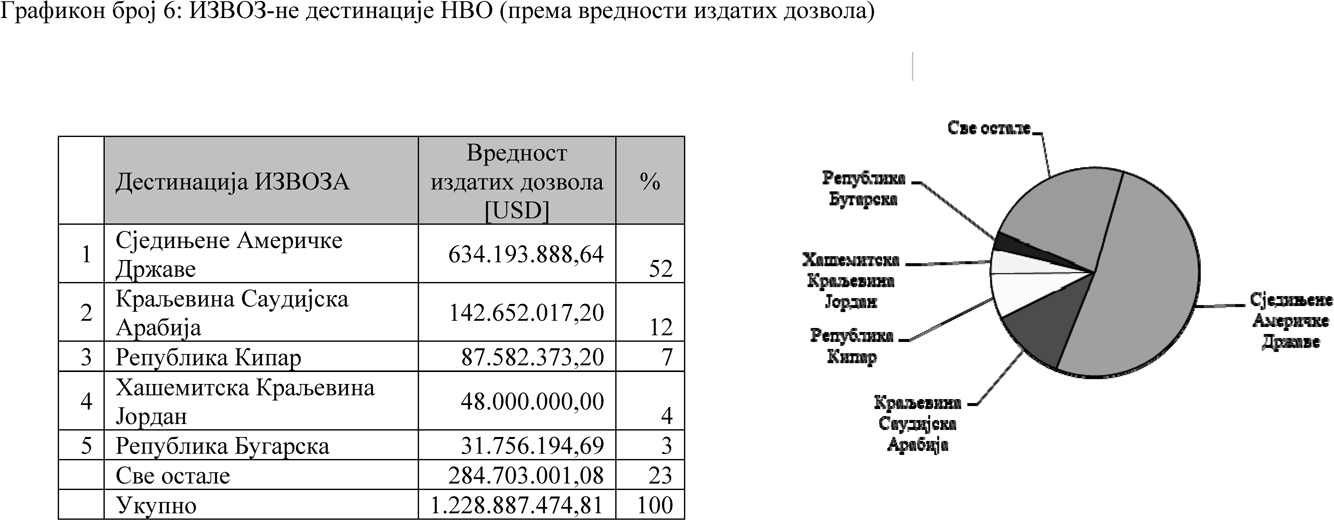 Графикон број 6: ИЗВОЗ-не дестинације НВО (према вредности издатих дозвола)
Дестинација ИЗВОЗА
Вредност
издатих дозвола
[USD]
%
1 Сједињене Америчке
Државе
634.193.888,64 52
2 Краљевина Саудијска
Арабија
142.652.017,20 12
3 Република Кипар 87.582.373,20 7
4 Хашемитска Краљевина
Јордан
48.000.000,00 4
5 Република Бугарска 31.756.194,69 3
Све остале 284.703.001,08 23
Укупно 1.228.887.474,81 100
Све остале
Република
Бугарска
Хашемитска
Краљевина
Јордан
Република
Кипар
Краљевина
Саудијска
Арабија
Сједињене
Америчке
Државе